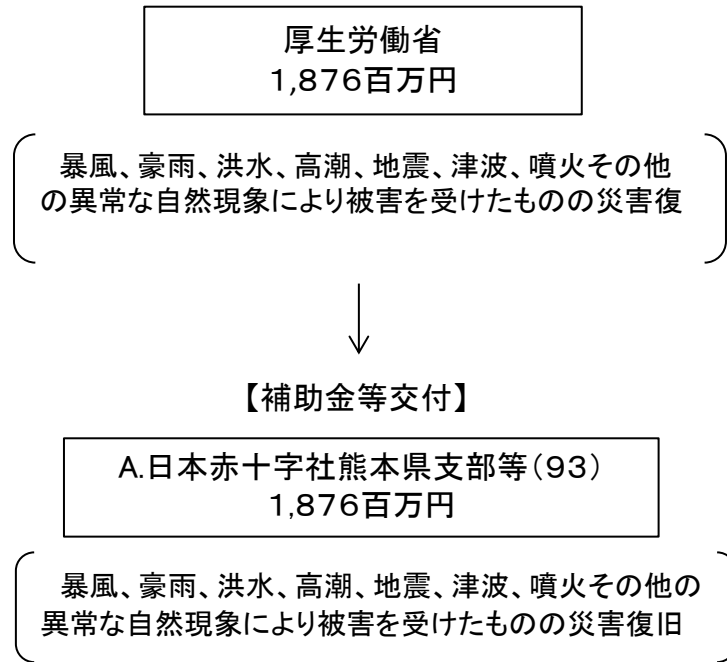 厚生労働省
1,876百万円
暴風、豪雨、洪水、高潮、地震、津波、噴火その他
の異常な自然現象により被害を受けたものの災害復
【補助金等交付】
A.日本赤十字社熊本県支部等(93)
1,876百万円
暴風、豪雨、洪水、高潮、地震、津波、噴火その他の
異常な自然現象により被害を受けたものの災害復旧